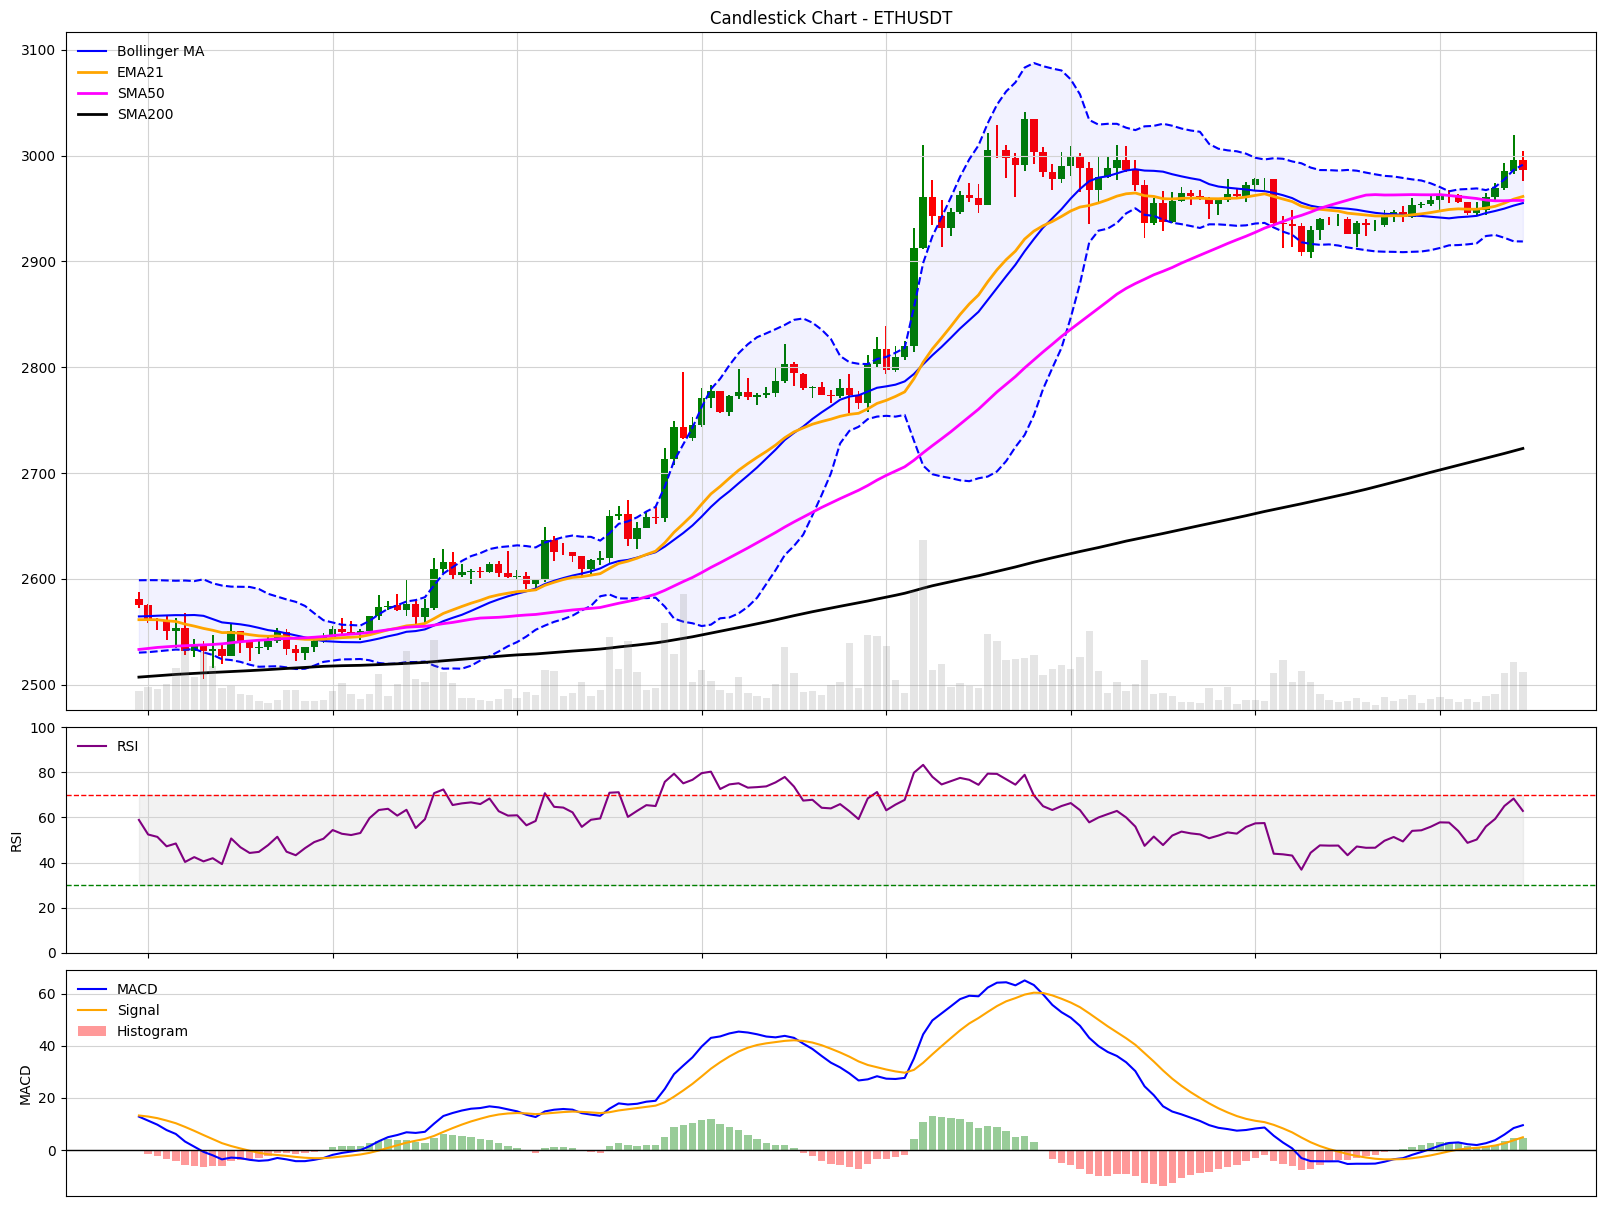 Candlestick Chart - ETHUSDT
Bollinger MA
EMA21
SMA50
SMA200
3100
3000
2900
2800
2700
2600
2500
RSI
RSI
100
80
60
40
20
0
MACD
Signal
Histogram
MACD
60
40
20
0